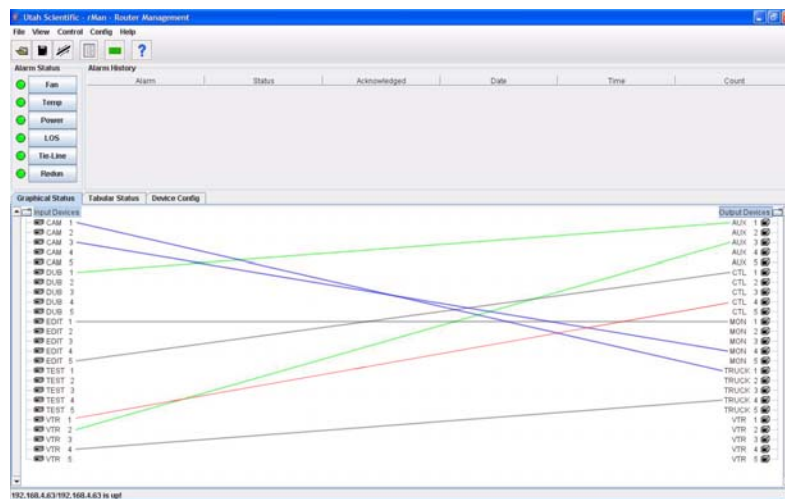 Utah Scientific - rMan - Router Management
File View Control Config Help
Alarm Status Alarm History
Alarm Status Acknowledged Date Time Count
Fan
Temp
Power
LOS
Tie-Line
Redun
Graphical Status Tabular Status Device Config
Input Devices Output Devices
CAM 1 AUX 1
CAM 2 AUX 2
CAM 3 AUX 3
CAM 4 AUX 4
CAM 5 AUX 5
DUB 1 CTL 1
DUB 2 CTL 2
DUB 3 CTL 3
DUB 4 CTL 4
DUB 5 CTL 5
EDIT 1 MON 1
EDIT 2 MON 2
EDIT 3 MON 3
EDIT 4 MON 4
EDIT 5 MON 5
TEST 1 TRUCK 1
TEST 2 TRUCK 2
TEST 3 TRUCK 3
TEST 4 TRUCK 4
TEST 5 TRUCK 5
VTR 1 VTR 1
VTR 2 VTR 2
VTR 3 VTR 3
VTR 4 VTR 4
VTR 5 VTR 5
192.168.4.63/192.168.4.63 is up!